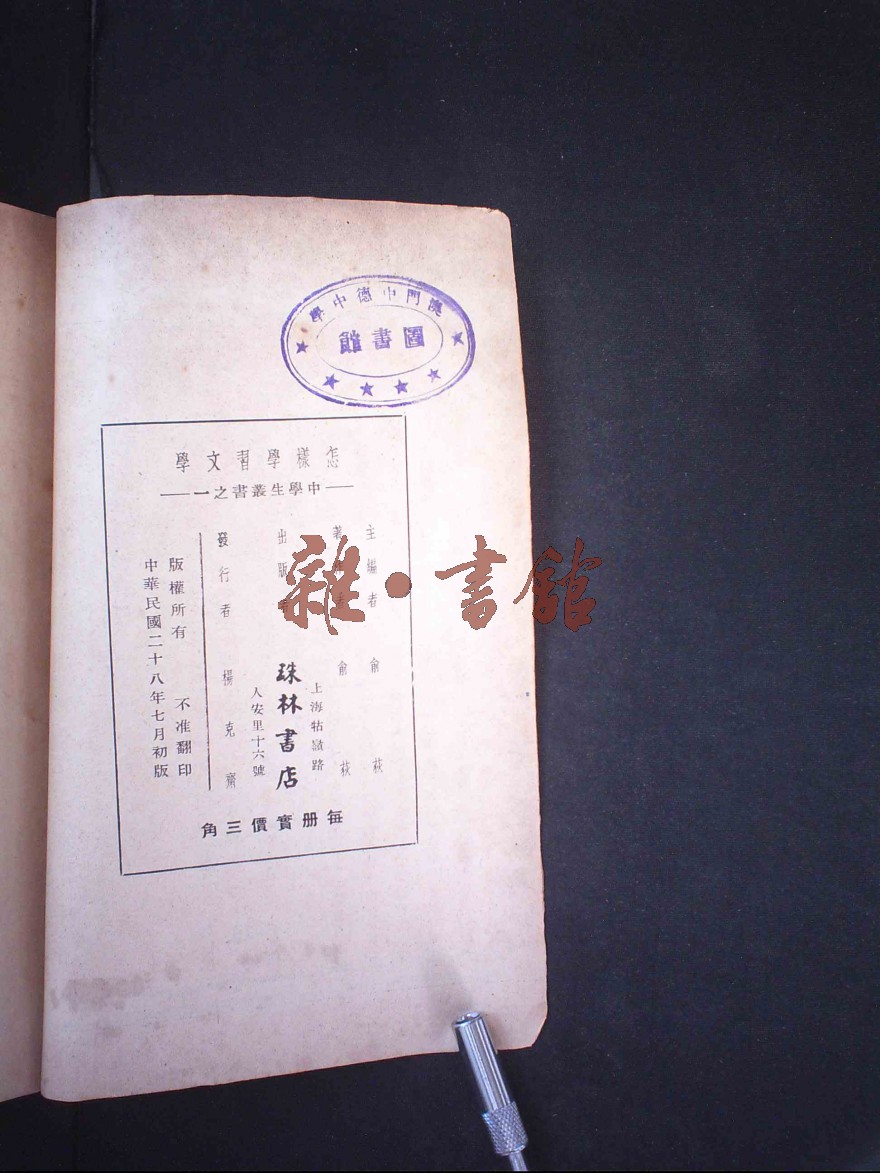 澳門中德中學
圖書館
怎樣學習文學
中學生叢書之一
主編者 俞荻
著作者 俞荻
出版者 珠林書店
上海牯嶺路
人安里十六號
發行者 楊克齋
版權所有 不准翻印
中華民國二十八年七月初版
每册實價三角
雜·書館